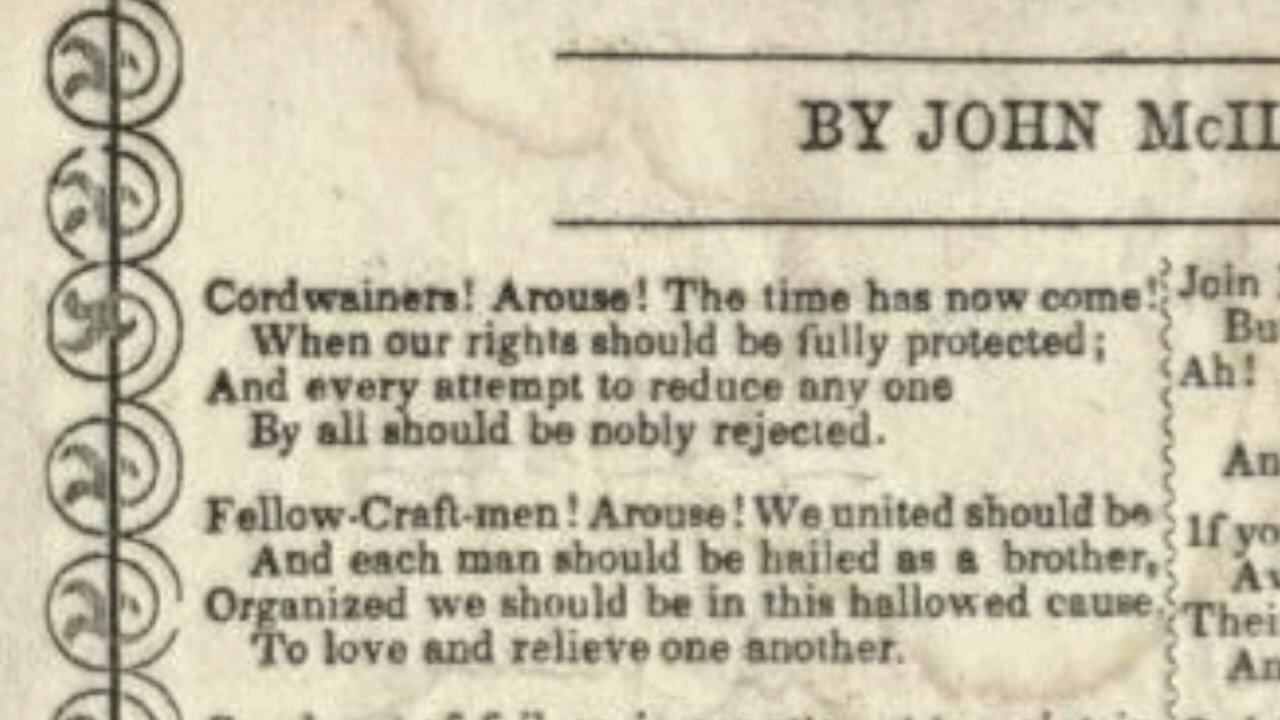 BY JOHN McIL
Cordwainers! Arouse! The time has now come!
When our rights should be fully protected;
And every attempt to reduce any one
By all should be nobly rejected.
Fellow-Craft-men! Arouse! We united should be
And each man should be hailed as a brother,
Organized we should be in this hallowed cause.
To love and relieve one another.
Join
Bu
Ah!
An
If yo
Thei
An